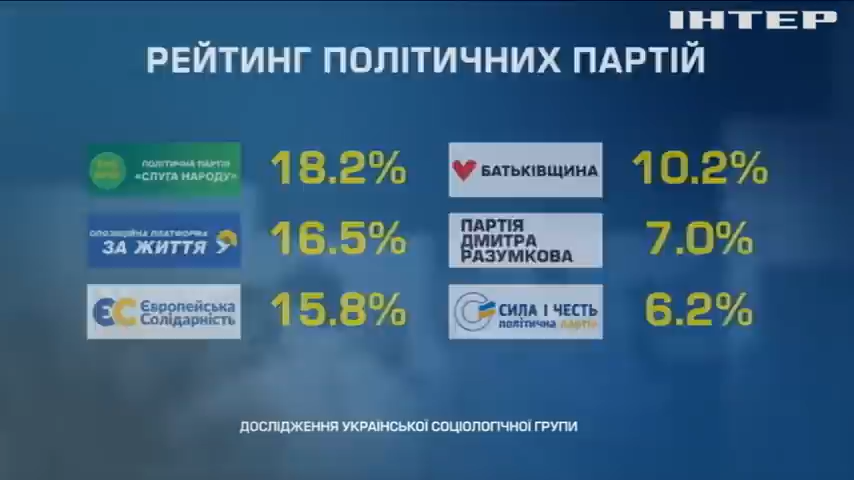 ІНТЕР
РЕЙТИНГ ПОЛІТИЧНИХ ПАРТІЙ
ПОЛІТИЧНА ПАРТІЯ
«СЛУГА НАРОДУ»
18.2%
ОПОЗИЦІЙНА ПЛАТФОРМА
ЗА ЖИТТЯ
16.5%
ЄС
Європейська
Солідарність
15.8%
БАТЬКІВЩИНА
10.2%
ПАРТІЯ
ДМИТРА
РАЗУМКОВА
7.0%
СИЛА І ЧЕСТЬ
політична партія
6.2%
ДОСЛІДЖЕННЯ УКРАЇНСЬКОЇ СОЦІОЛОГІЧНОЇ ГРУПИ